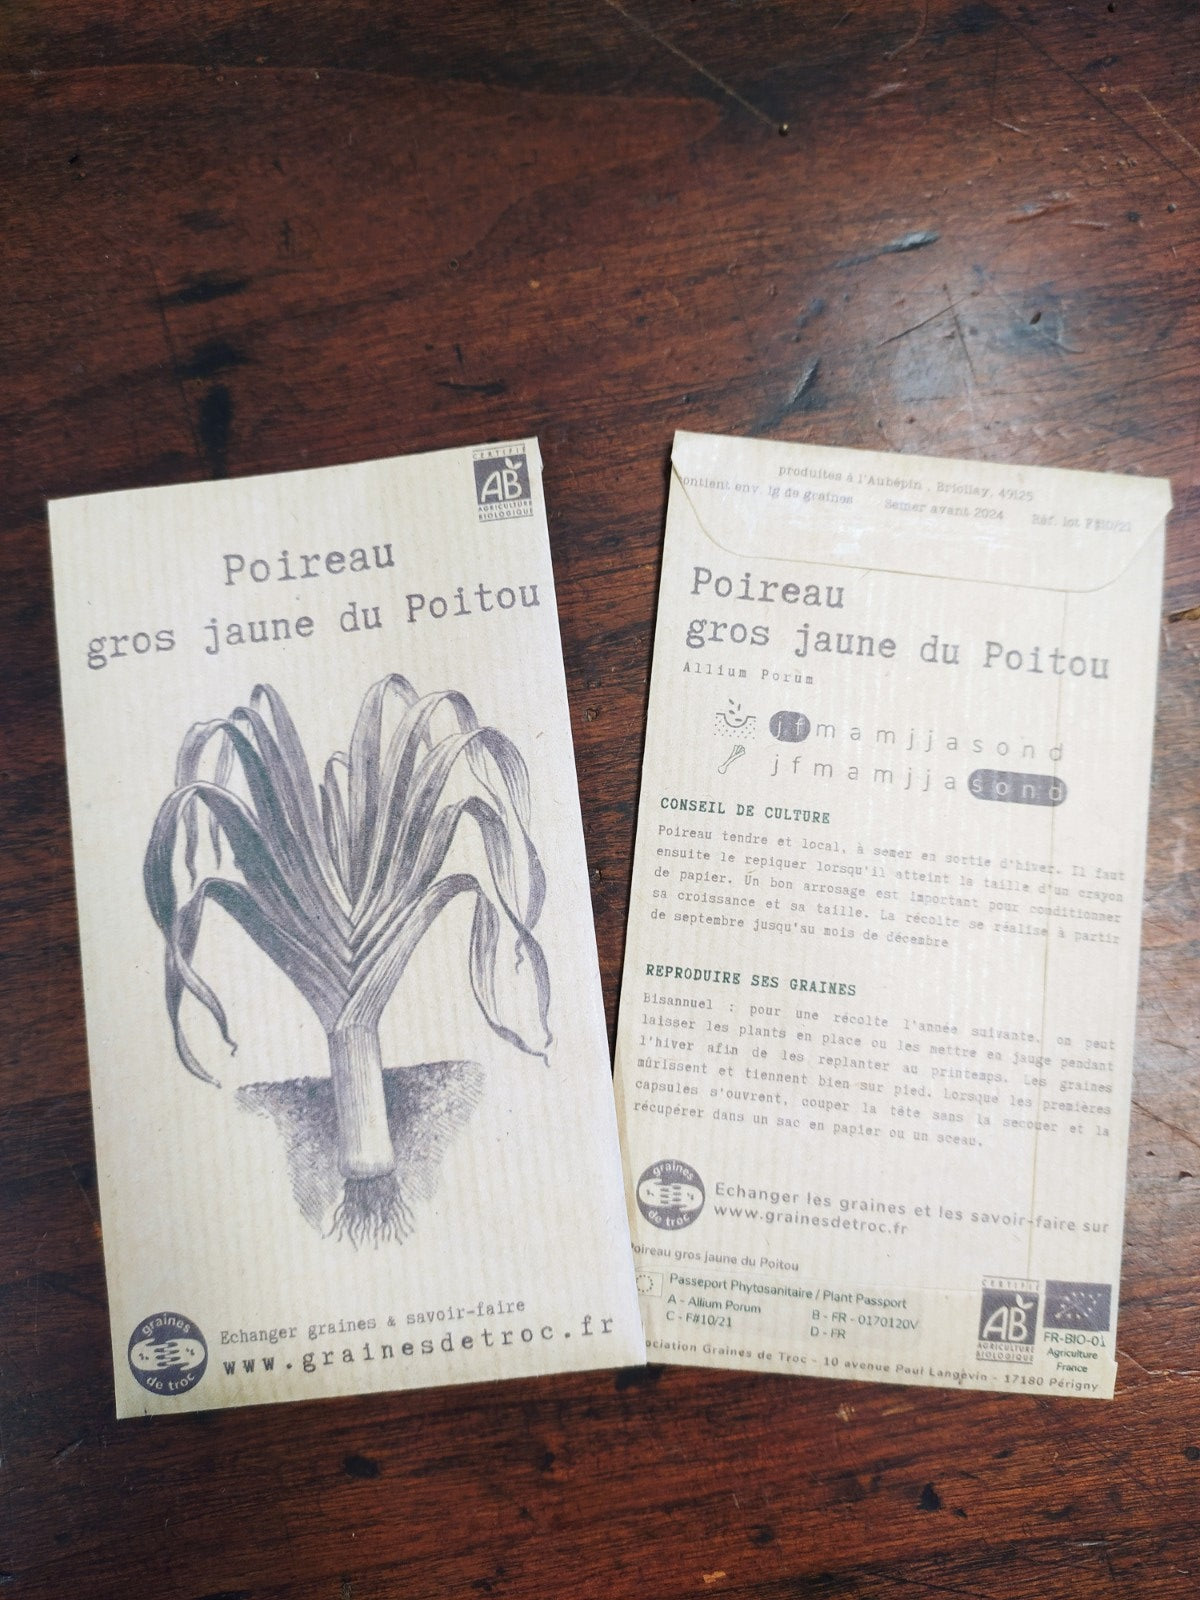 CERTIFIÉ
AB
AGRICULTURE
BIOLOGIQUE
Poireau
gros jaune du Poitou
graines
de troc
Echanger graines & savoir-faire
www.grainesdetroc.fr
produites à l'Aubépin , Briollay, 49125
contient env. 1g de graines Semer avant 2024 Réf. lot F#10/21
Poireau
gros jaune du Poitou
Allium Porum
j f m a m j j a s o n d
j f m a m j j a s o n d
CONSEIL DE CULTURE
Poireau tendre et local, à semer en sortie d'hiver. Il faut
ensuite le repiquer lorsqu'il atteint la taille d'un crayon
de papier. Un bon arrosage est important pour conditionner
sa croissance et sa taille. La récolte se réalise à partir
de septembre jusqu'au mois de décembre
REPRODUIRE SES GRAINES
Bisannuel : pour une récolte l'année suivante, on peut
laisser les plants en place ou les mettre en jauge pendant
l'hiver afin de les replanter au printemps. Les graines
mûrissent et tiennent bien sur pied. Lorsque les premières
capsules s'ouvrent, couper la tête sans la secouer et la
récupérer dans un sac en papier ou un sceau.
graines
de troc
Echanger les graines et les savoir-faire sur
www.grainesdetroc.fr
Poireau gros jaune du Poitou
Passeport Phytosanitaire / Plant Passport
A - Allium Porum B - FR - 0170120V
C - F#10/21 D - FR
CERTIFIÉ
AB
AGRICULTURE
BIOLOGIQUE
FR-BIO-01
Agriculture
France
ociation Graines de Troc - 10 avenue Paul Langevin - 17180 Périgny